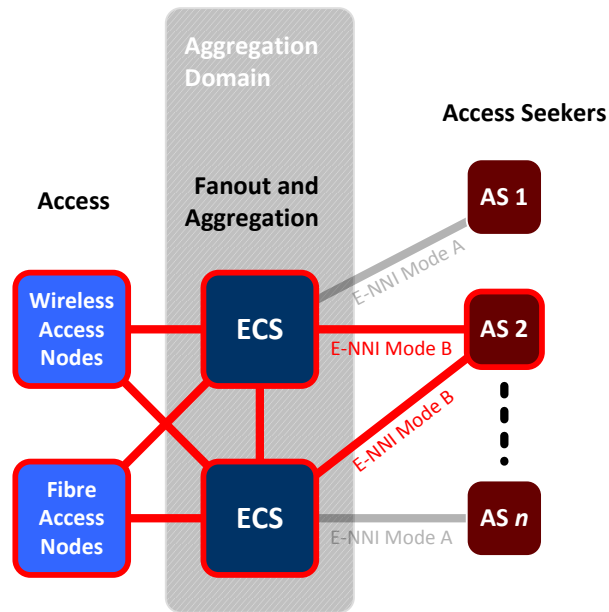 Aggregation
Domain
Access Seekers
Fanout and
Aggregation
Access
AS 1
E-NNI Mode A
Wireless
Access
Nodes
ECS
E-NNI Mode B
AS 2
E-NNI Mode B
Fibre
Access
Nodes
ECS
E-NNI Mode A
AS n